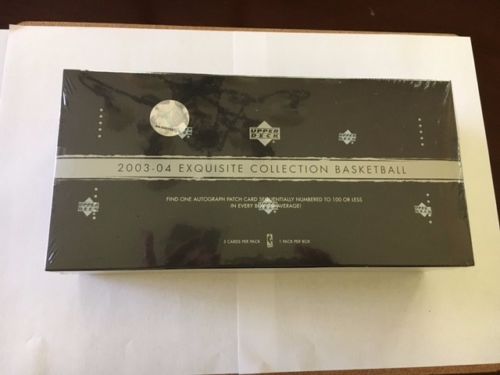 UPPER DECK
2003-04 EXQUISITE COLLECTION BASKETBALL
FIND ONE AUTOGRAPH PATCH CARD SEQUENTIALLY NUMBERED TO 100 OR LESS
IN EVERY BOX ON AVERAGE!
5 CARDS PER PACK NBA 1 PACK PER BOX